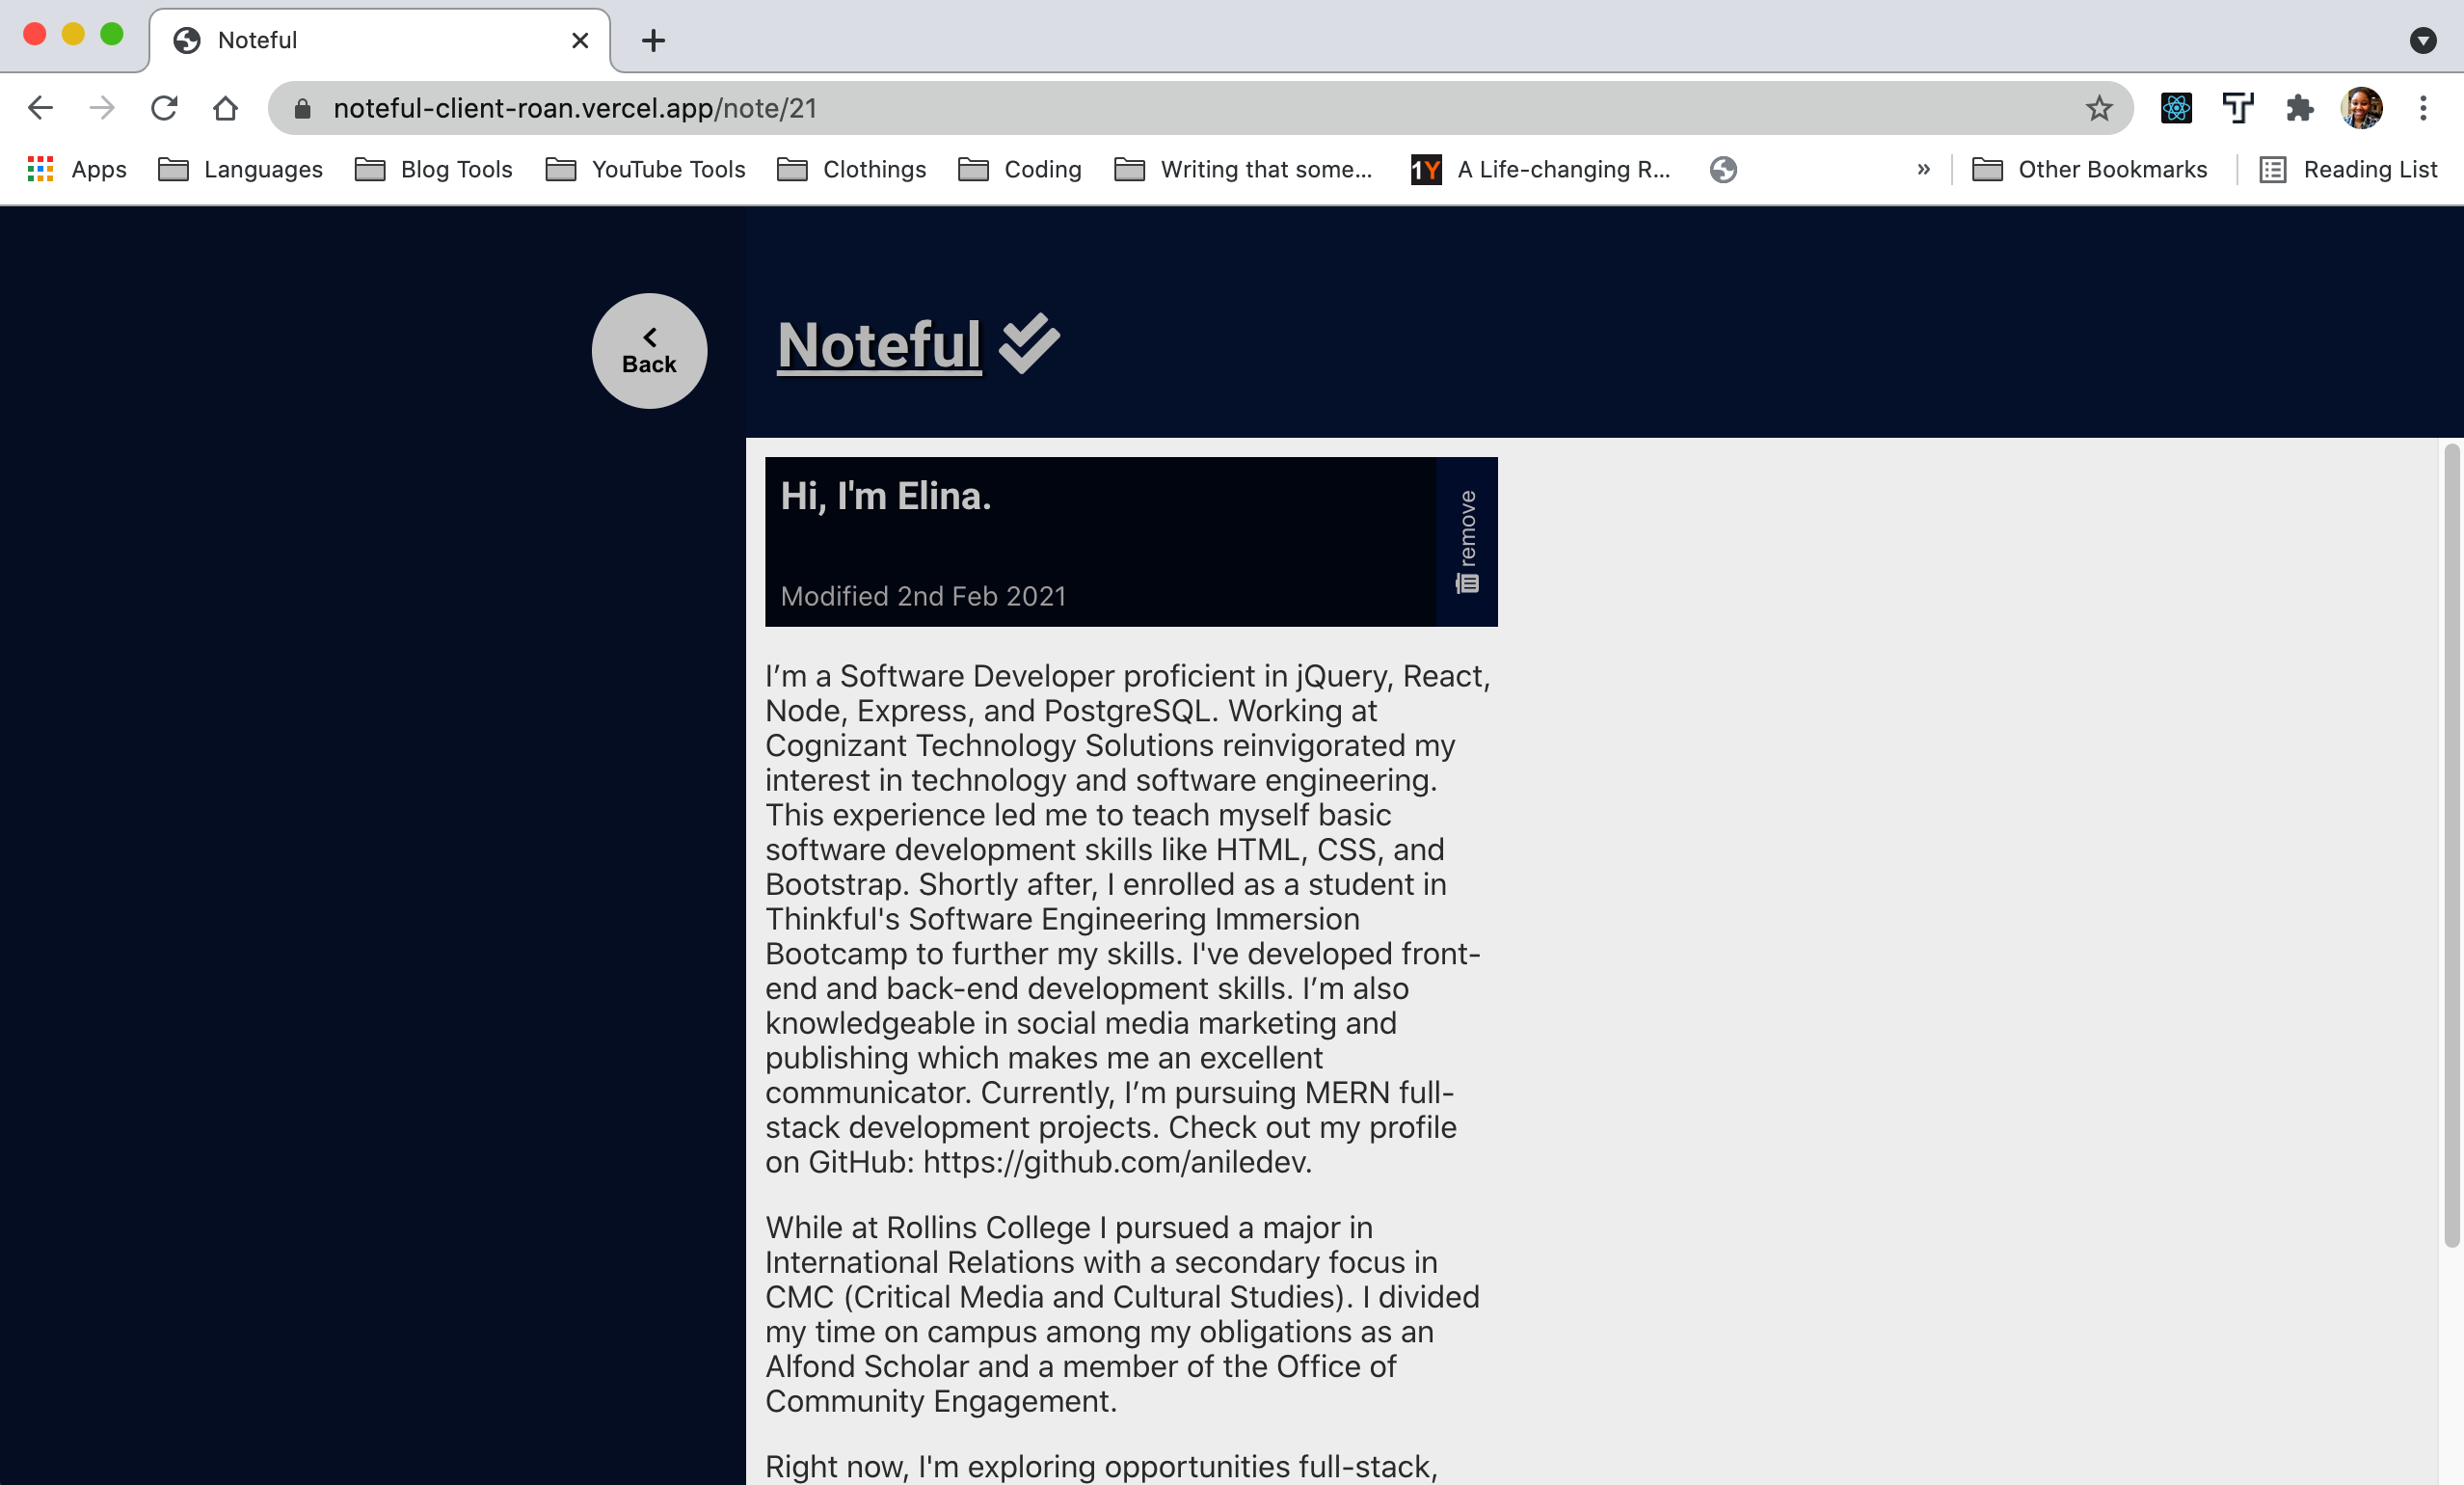 Noteful
noteful-client-roan.vercel.app/note/21
Apps Languages Blog Tools YouTube Tools Clothings Coding Writing that some... 1Y A Life-changing R... » Other Bookmarks Reading List
Back
Noteful
Hi, I'm Elina.
remove
Modified 2nd Feb 2021
I’m a Software Developer proficient in jQuery, React,
Node, Express, and PostgreSQL. Working at
Cognizant Technology Solutions reinvigorated my
interest in technology and software engineering.
This experience led me to teach myself basic
software development skills like HTML, CSS, and
Bootstrap. Shortly after, I enrolled as a student in
Thinkful's Software Engineering Immersion
Bootcamp to further my skills. I've developed front-
end and back-end development skills. I’m also
knowledgeable in social media marketing and
publishing which makes me an excellent
communicator. Currently, I’m pursuing MERN full-
stack development projects. Check out my profile
on GitHub: https://github.com/aniledev.
While at Rollins College I pursued a major in
International Relations with a secondary focus in
CMC (Critical Media and Cultural Studies). I divided
my time on campus among my obligations as an
Alfond Scholar and a member of the Office of
Community Engagement.
Right now, I'm exploring opportunities full-stack,